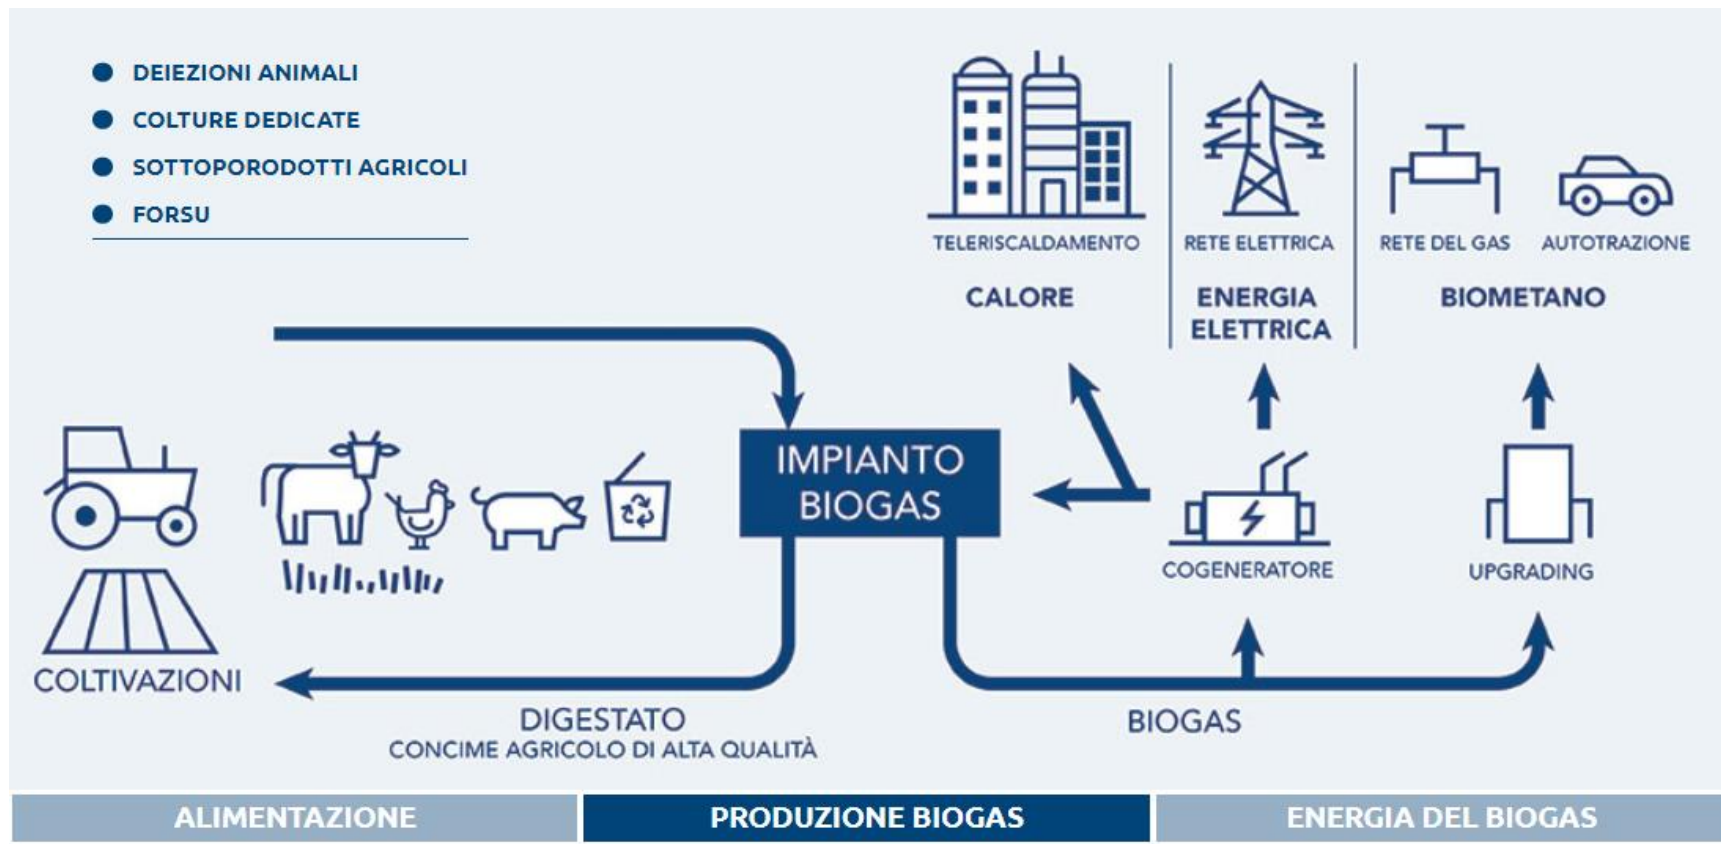 DEIEZIONI ANIMALI
COLTURE DEDICATE
SOTTOPORODOTTI AGRICOLI
FORSU
TELERISCALDAMENTO
CALORE
RETE ELETTRICA
ENERGIA
ELETTRICA
RETE DEL GAS
AUTOTRAZIONE
BIOMETANO
IMPIANTO
BIOGAS
COGENERATORE
UPGRADING
COLTIVAZIONI
DIGESTATO
CONCIME AGRICOLO DI ALTA QUALITÀ
BIOGAS
ALIMENTAZIONE
PRODUZIONE BIOGAS
ENERGIA DEL BIOGAS